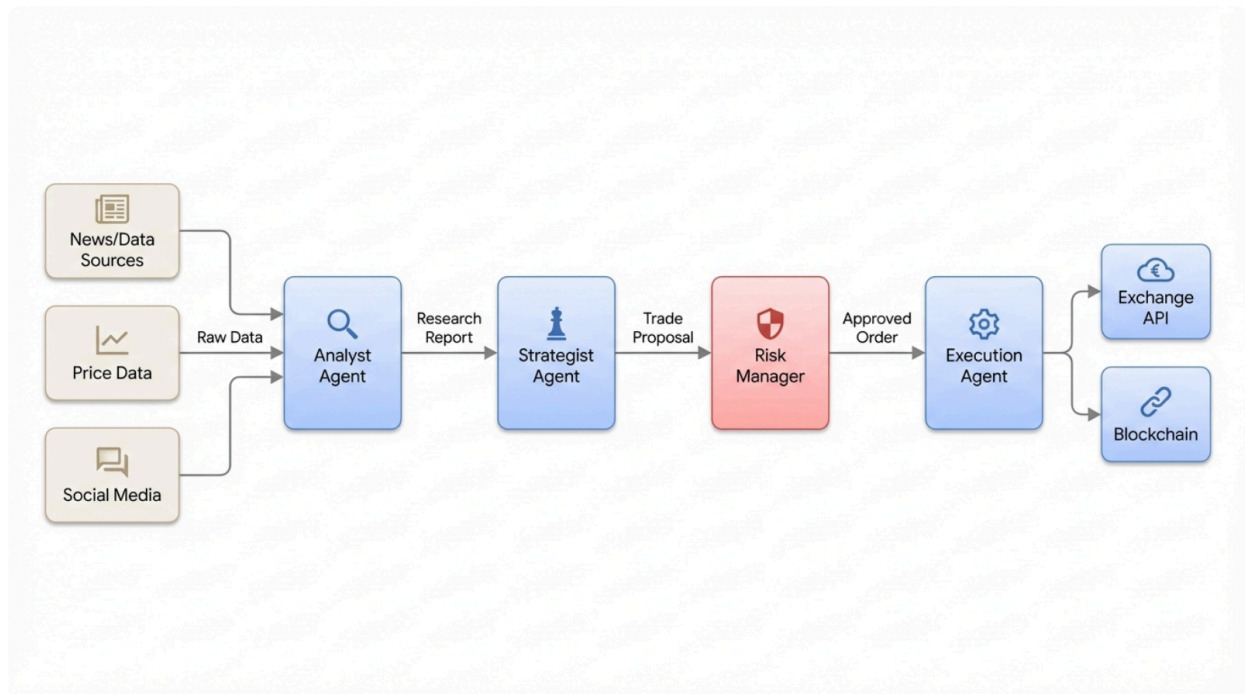 News/Data
Sources
Price Data
Social Media
Raw Data
Analyst
Agent
Research
Report
Strategist
Agent
Trade
Proposal
Risk
Manager
Approved
Order
Execution
Agent
€
Exchange
API
Blockchain